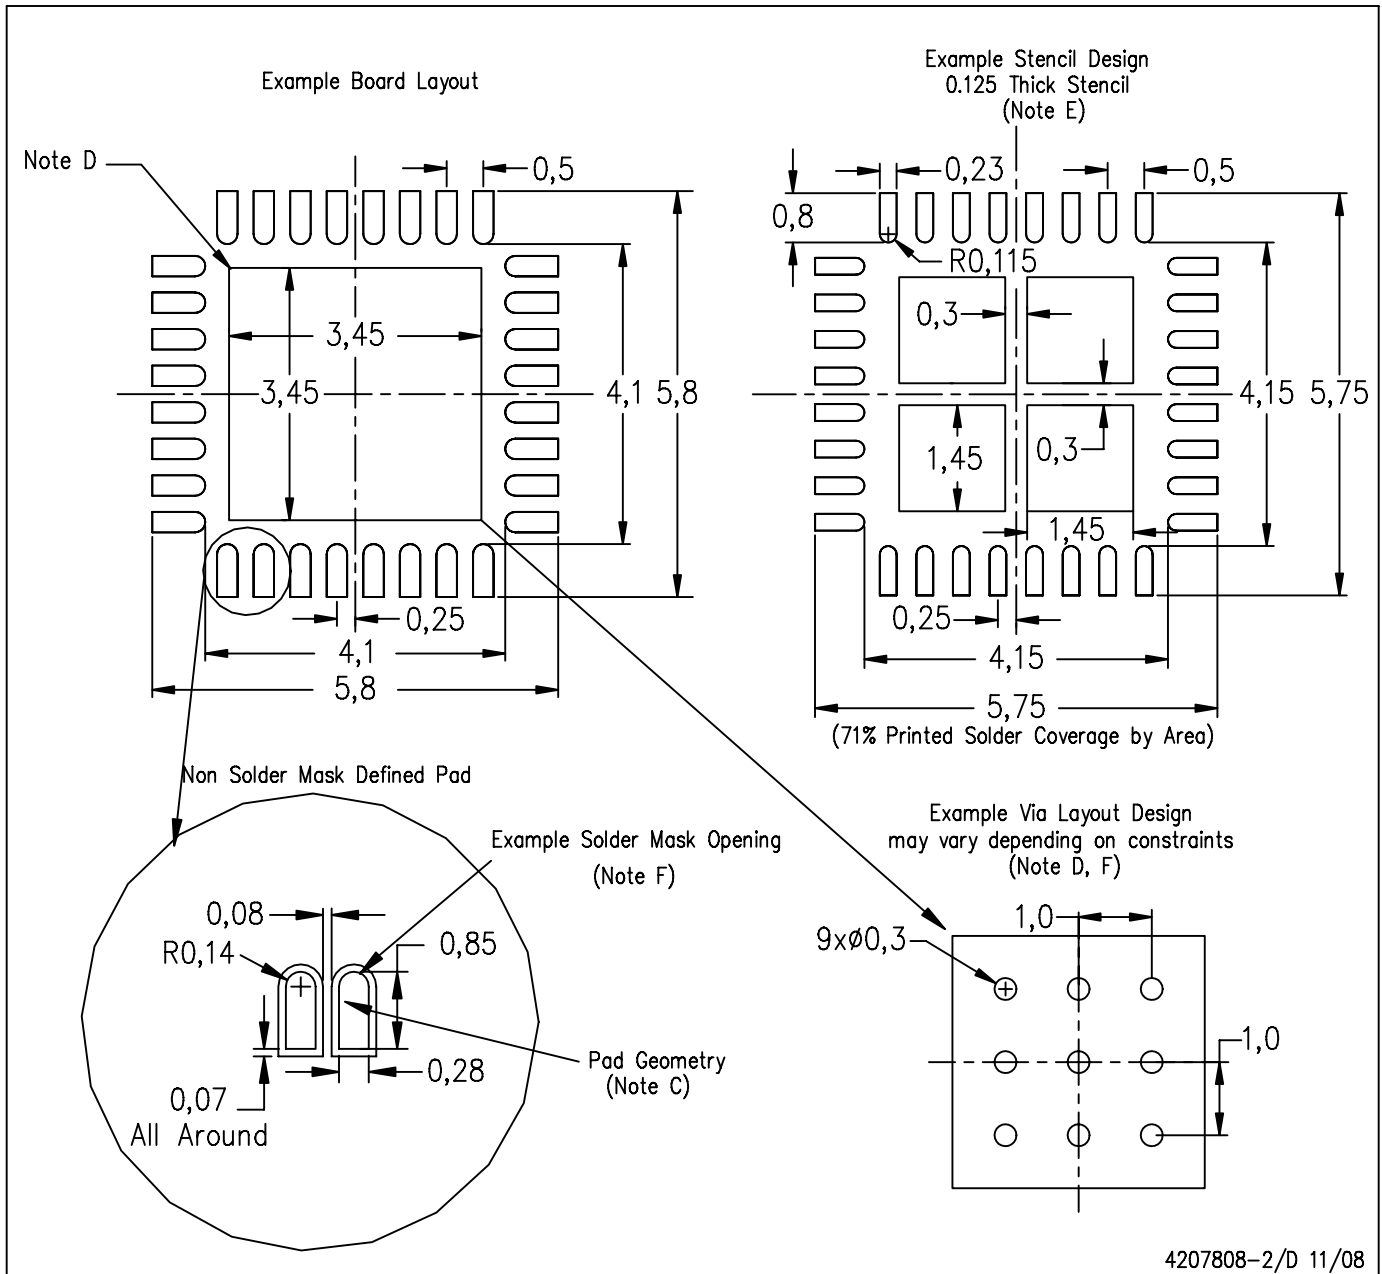 Example Board Layout
Note D
0,5
3,45
3,45
4,1
5,8
0,25
4,1
5,8
Example Stencil Design
0.125 Thick Stencil
(Note E)
0,23
0,5
0,8
R0,115
0,3
4,15
5,75
1,45
0,3
1,45
0,25
4,15
5,75
(71% Printed Solder Coverage by Area)
Non Solder Mask Defined Pad
Example Solder Mask Opening
(Note F)
0,08
R0,14
0,85
0,28
Pad Geometry
(Note C)
0,07
All Around
Example Via Layout Design
may vary depending on constraints
(Note D, F)
1,0
9xø0,3
1,0
4207808-2/D 11/08